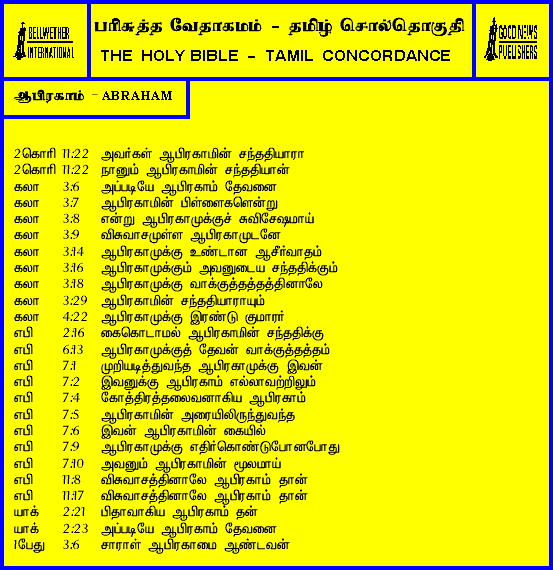 BELLWETHER
INTERNATIONAL
பரிசுத்த வேதாகமம் - தமிழ் சொல்தொகுதி
THE HOLY BIBLE - TAMIL CONCORDANCE
GOOD NEWS
PUBLISHERS
ஆபிரகாம் - ABRAHAM
2கொரி 11:22 அவர்கள் ஆபிரகாமின் சந்ததியாரா
2கொரி 11:22 நானும் ஆபிரகாமின் சந்ததியான்
கலா 3:6 அப்படியே ஆபிரகாம் தேவனை
கலா 3:7 ஆபிரகாமின் பிள்ளைகளென்று
கலா 3:8 என்று ஆபிரகாமுக்குச் சுவிசேஷமாய்
கலா 3:9 விசுவாசமுள்ள ஆபிரகாமுடனே
கலா 3:14 ஆபிரகாமுக்கு உண்டான ஆசீர்வாதம்
கலா 3:16 ஆபிரகாமுக்கும் அவனுடைய சந்ததிக்கும்
கலா 3:18 ஆபிரகாமுக்கு வாக்குத்தத்தத்தினாலே
கலா 3:29 ஆபிரகாமின் சந்ததியாராயும்
கலா 4:22 ஆபிரகாமுக்கு இரண்டு குமாரர்
எபி 2:16 கைகொடாமல் ஆபிரகாமின் சந்ததிக்கு
எபி 6:13 ஆபிரகாமுக்குத் தேவன் வாக்குத்தத்தம்
எபி 7:1 முறியடித்துவந்த ஆபிரகாமுக்கு இவன்
எபி 7:2 இவனுக்கு ஆபிரகாம் எல்லாவற்றிலும்
எபி 7:4 கோத்திரத்தலைவனாகிய ஆபிரகாம்
எபி 7:5 ஆபிரகாமின் அரையிலிருந்துவந்த
எபி 7:6 இவன் ஆபிரகாமின் கையில்
எபி 7:9 ஆபிரகாமுக்கு எதிர்கொண்டுபோனபோது
எபி 7:10 அவனும் ஆபிரகாமின் மூலமாய்
எபி 11:8 விசுவாசத்தினாலே ஆபிரகாம் தான்
எபி 11:17 விசுவாசத்தினாலே ஆபிரகாம் தான்
யாக் 2:21 பிதாவாகிய ஆபிரகாம் தன்
யாக் 2:23 அப்படியே ஆபிரகாம் தேவனை
1பேது 3:6 சாராள் ஆபிரகாமை ஆண்டவன்